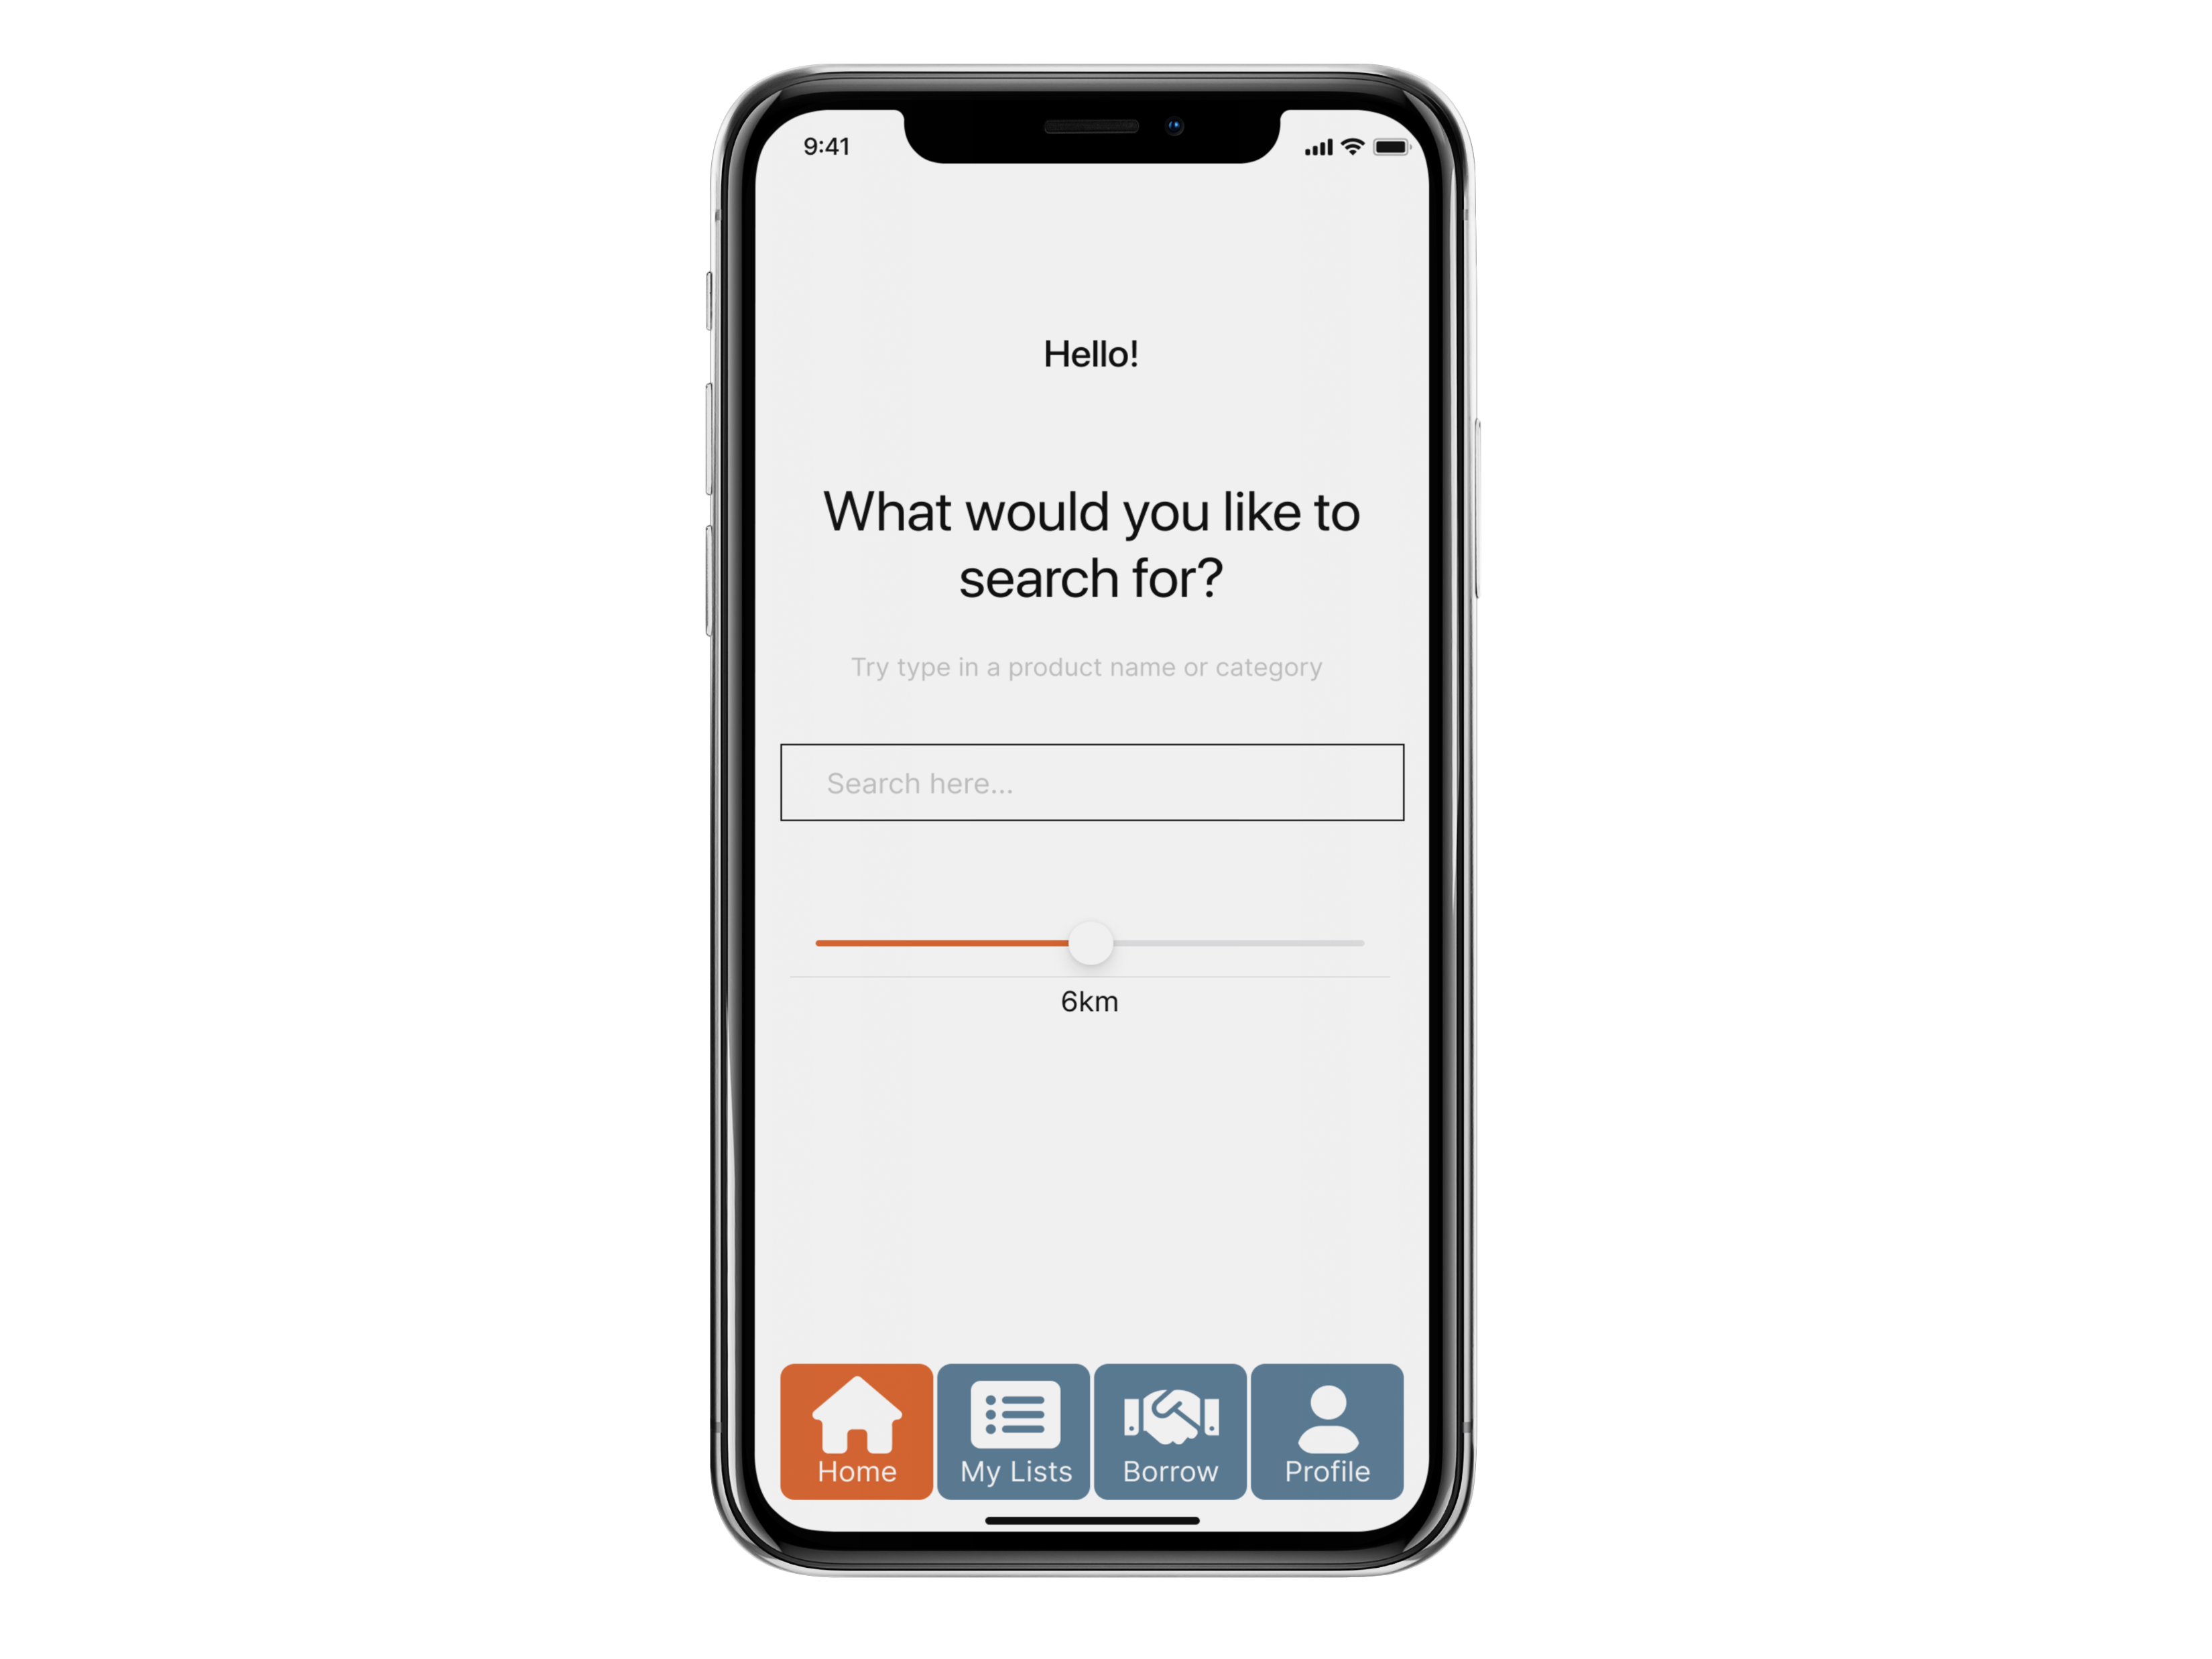 9:41
Hello!
What would you like to
search for?
Try type in a product name or category
Search here...
6km
Home
My Lists
Borrow
Profile